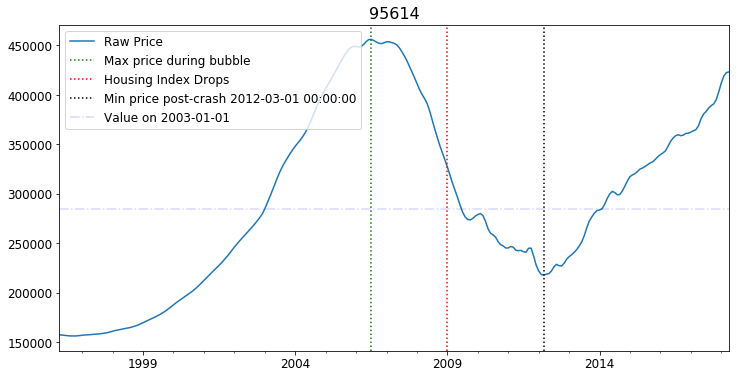 95614
Raw Price
Max price during bubble
Housing Index Drops
Min price post-crash 2012-03-01 00:00:00
Value on 2003-01-01
450000
400000
350000
300000
250000
200000
150000
1999 2004 2009 2014